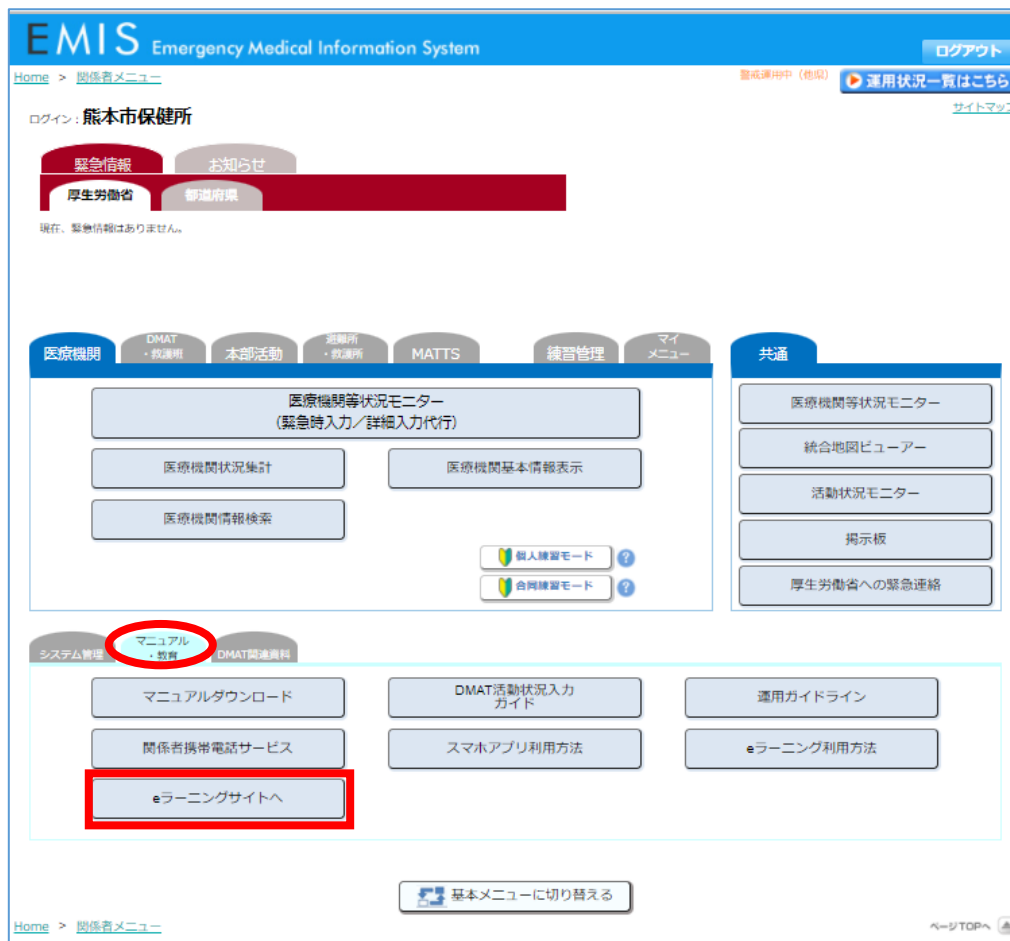 EMIS Emergency Medical Information System
ログアウト
Home > 関係者メニュー
警戒運用中（他県）
運用状況一覧はこちら
サイトマップ
ログイン : 熊本市保健所
緊急情報 お知らせ
厚生労働省 都道府県
現在、緊急情報はありません。
医療機関
DMAT
・救護班
本部活動
避難所
・救護所
MATTS
練習管理
マイ
メニュー
共通
医療機関等状況モニター
（緊急時入力／詳細入力代行）
医療機関状況集計
医療機関基本情報表示
医療機関情報検索
個人練習モード ?
合同練習モード ?
医療機関等状況モニター
統合地図ビューアー
活動状況モニター
掲示板
厚生労働省への緊急連絡
システム管理
マニュアル
・教育
DMAT関連資料
マニュアルダウンロード
DMAT活動状況入力
ガイド
運用ガイドライン
関係者携帯電話サービス
スマホアプリ利用方法
eラーニング利用方法
eラーニングサイトへ
基本メニューに切り替える
Home > 関係者メニュー
ページTOPへ